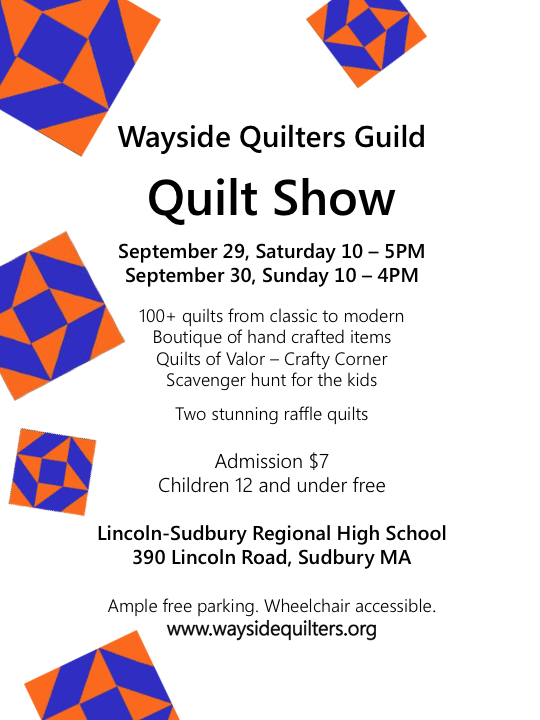 Wayside Quilters Guild
Quilt Show
September 29, Saturday 10 – 5PM
September 30, Sunday 10 – 4PM
100+ quilts from classic to modern
Boutique of hand crafted items
Quilts of Valor – Crafty Corner
Scavenger hunt for the kids
Two stunning raffle quilts
Admission $7
Children 12 and under free
Lincoln-Sudbury Regional High School
390 Lincoln Road, Sudbury MA
Ample free parking. Wheelchair accessible.
www.waysidequilters.org